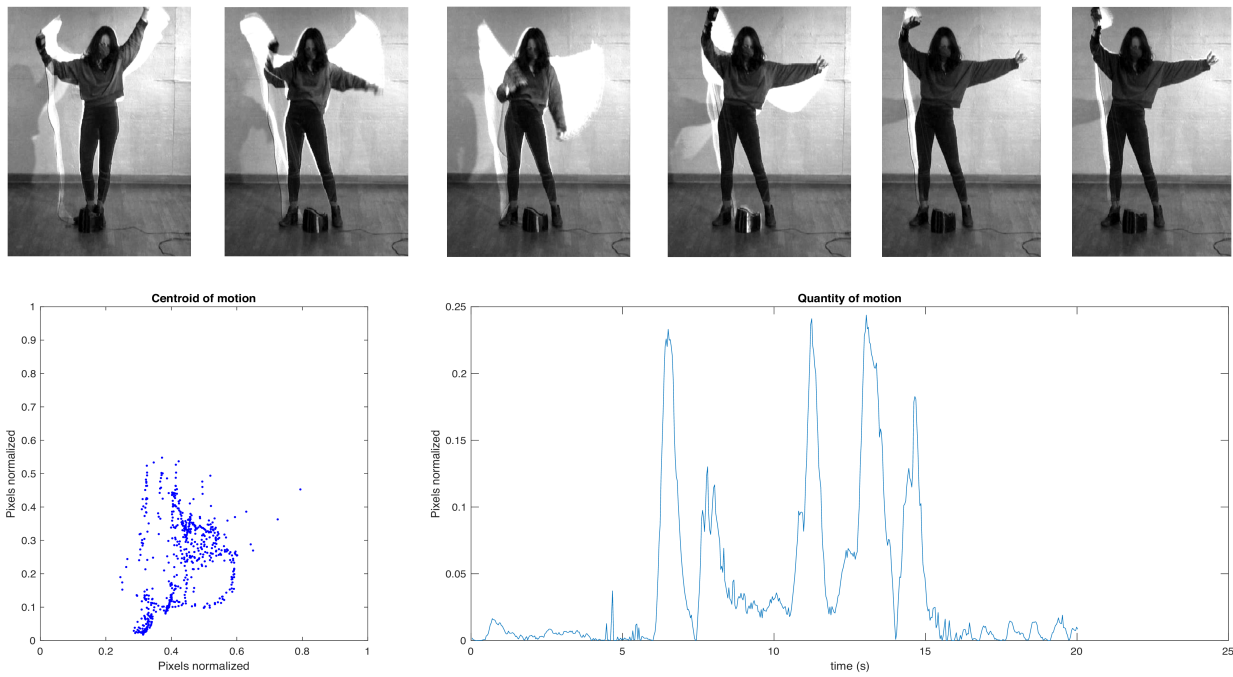 Centroid of motion
1
0.9
0.8
0.7
0.6
0.5
0.4
0.3
0.2
0.1
0
Pixels normalized
0 0.2 0.4 0.6 0.8 1
Pixels normalized
Quantity of motion
0.25
0.2
0.15
0.1
0.05
0
Pixels normalized
0 5 10 15 20 25
time (s)